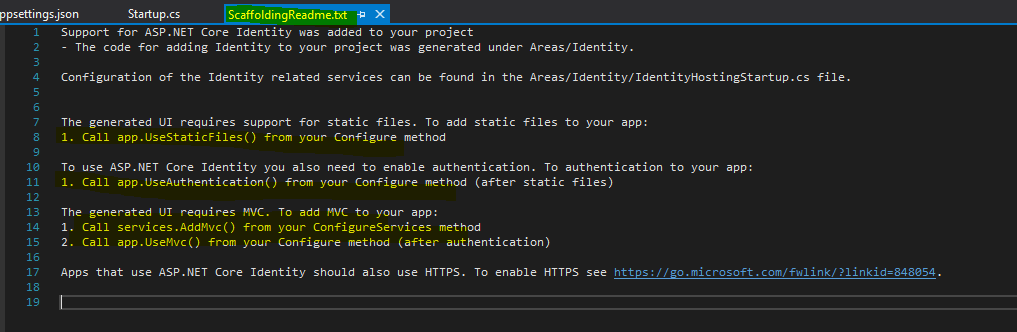 ppsettings.json Startup.cs ScaffoldingReadme.txt
1 Support for ASP.NET Core Identity was added to your project
2 - The code for adding Identity to your project was generated under Areas/Identity.
3
4 Configuration of the Identity related services can be found in the Areas/Identity/IdentityHostingStartup.cs file.
5
6
7 The generated UI requires support for static files. To add static files to your app:
8 1. Call app.UseStaticFiles() from your Configure method
9
10 To use ASP.NET Core Identity you also need to enable authentication. To authentication to your app:
11 1. Call app.UseAuthentication() from your Configure method (after static files)
12
13 The generated UI requires MVC. To add MVC to your app:
14 1. Call services.AddMvc() from your ConfigureServices method
15 2. Call app.UseMvc() from your Configure method (after authentication)
16
17 Apps that use ASP.NET Core Identity should also use HTTPS. To enable HTTPS see https://go.microsoft.com/fwlink/?linkid=848054.
18
19